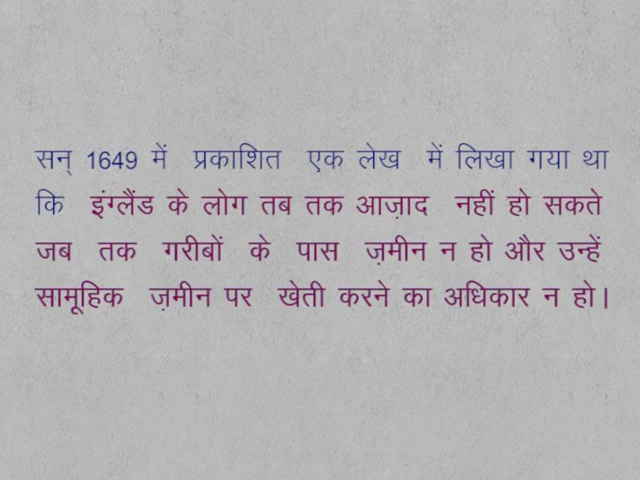 सन् 1649 में प्रकाशित एक लेख में लिखा गया था
कि इंग्लैंड के लोग तब तक आज़ाद नहीं हो सकते
जब तक गरीबों के पास ज़मीन न हो और उन्हें
सामूहिक ज़मीन पर खेती करने का अधिकार न हो।